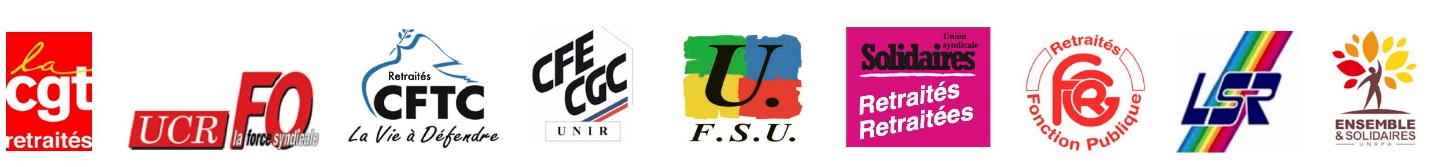 la
cgt
retraités
UCR
FO
la force syndicale
Retraités
CFTC
La Vie à Défendre
CFE
CGC
UNIR
U.
F.S.U.
Union
syndicale
Solidaires
Retraités
Retraitées
Retraités
FGR
Fonction Publique
LSR
ENSEMBLE
& SOLIDAIRES
UNRPA